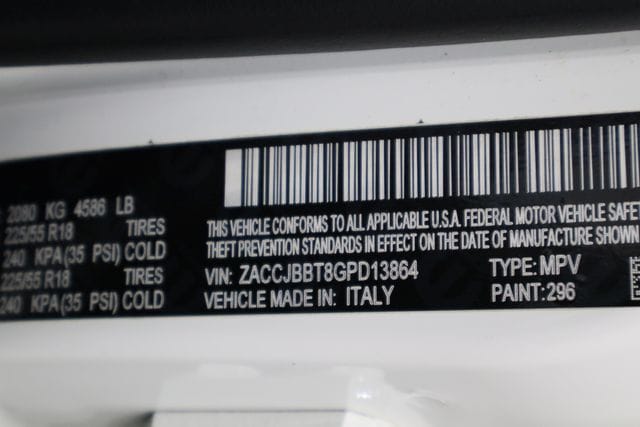 2080 KG 4586 LB
225/55 R18 TIRES
240 KPA(35 PSI) COLD
225/55 R18 TIRES
240 KPA(35 PSI) COLD
THIS VEHICLE CONFORMS TO ALL APPLICABLE U.S.A. FEDERAL MOTOR VEHICLE SAFET
THEFT PREVENTION STANDARDS IN EFFECT ON THE DATE OF MANUFACTURE SHOWN
VIN: ZACCJBBT8GPD13864 TYPE: MPV
VEHICLE MADE IN: ITALY PAINT: 296